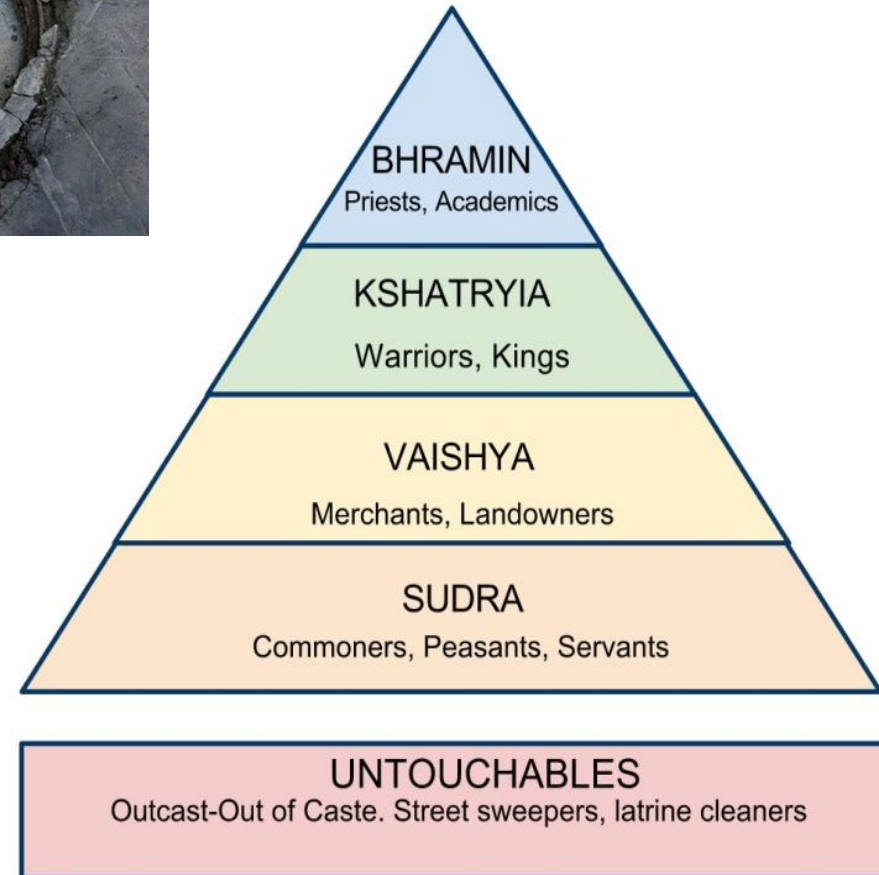 BHRAMIN
Priests, Academics
KSHATRYIA
Warriors, Kings
VAISHYA
Merchants, Landowners
SUDRA
Commoners, Peasants, Servants
UNTOUCHABLES
Outcast-Out of Caste. Street sweepers, latrine cleaners